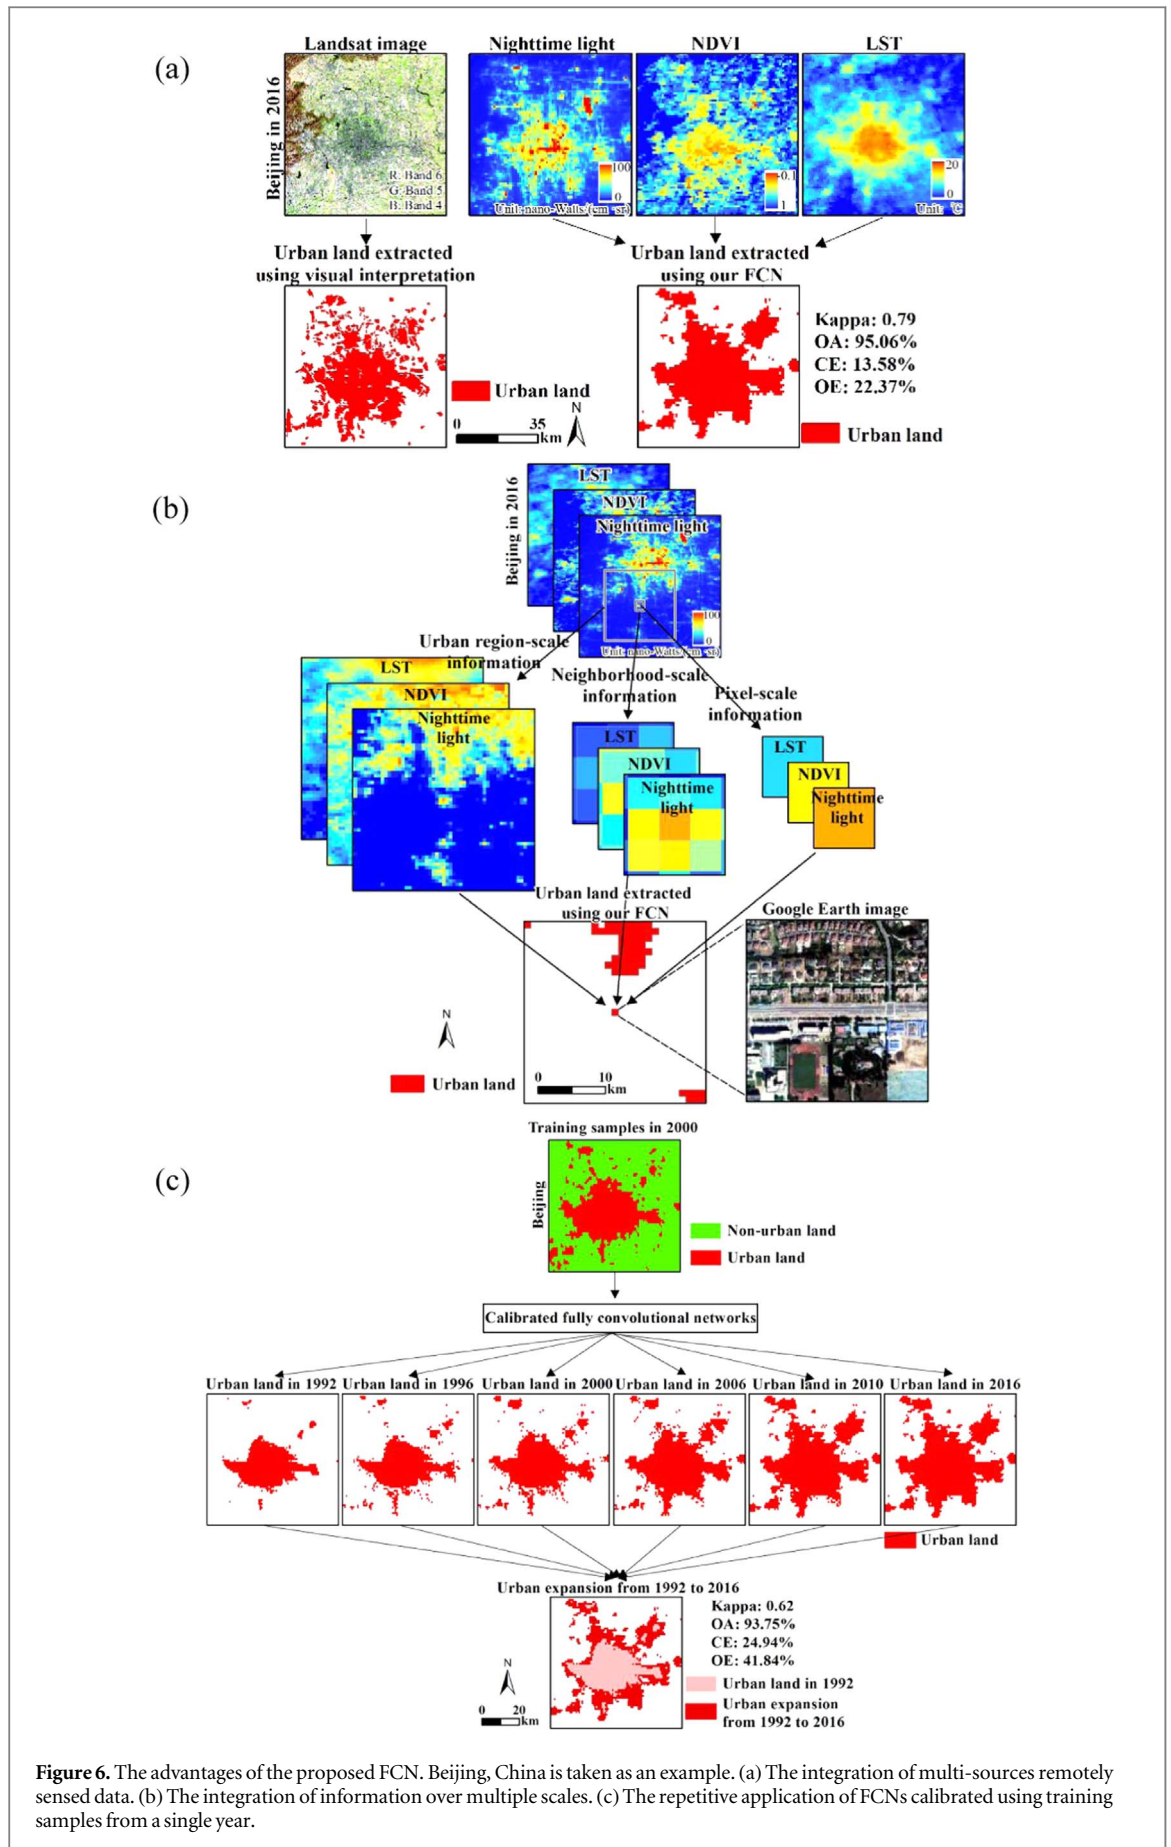 (a)
Landsat image
Nighttime light
NDVI
LST
Beijing in 2016
R. Band 6
G. Band 5
B. Band 4
100
0
Unit: nano-Watts/(cm² sr)
-0.1
1
20
0
Unit: °C
Urban land extracted
using visual interpretation
Urban land extracted
using our FCN
Kappa: 0.79
OA: 95.06%
CE: 13.58%
OE: 22.37%
Urban land
0 35
km
N
Urban land
(b)
Beijing in 2016
LST
NDVI
Nighttime light
100
0
Unit: nano-Watts/(cm² sr)
Urban region-scale
information
Neighborhood-scale
information
Pixel-scale
information
LST
NDVI
Nighttime
light
LST
NDVI
Nighttime
light
LST
NDVI
Nighttime
light
Urban land extracted
using our FCN
Google Earth image
N
Urban land
0 10
km
(c)
Training samples in 2000
Beijing
Non-urban land
Urban land
Calibrated fully convolutional networks
Urban land in 1992
Urban land in 1996
Urban land in 2000
Urban land in 2006
Urban land in 2010
Urban land in 2016
Urban land
Urban expansion from 1992 to 2016
Kappa: 0.62
OA: 93.75%
CE: 24.94%
OE: 41.84%
N
0 20
km
Urban land in 1992
Urban expansion
from 1992 to 2016
Figure 6. The advantages of the proposed FCN. Beijing, China is taken as an example. (a) The integration of multi-sources remotely
sensed data. (b) The integration of information over multiple scales. (c) The repetitive application of FCNs calibrated using training
samples from a single year.